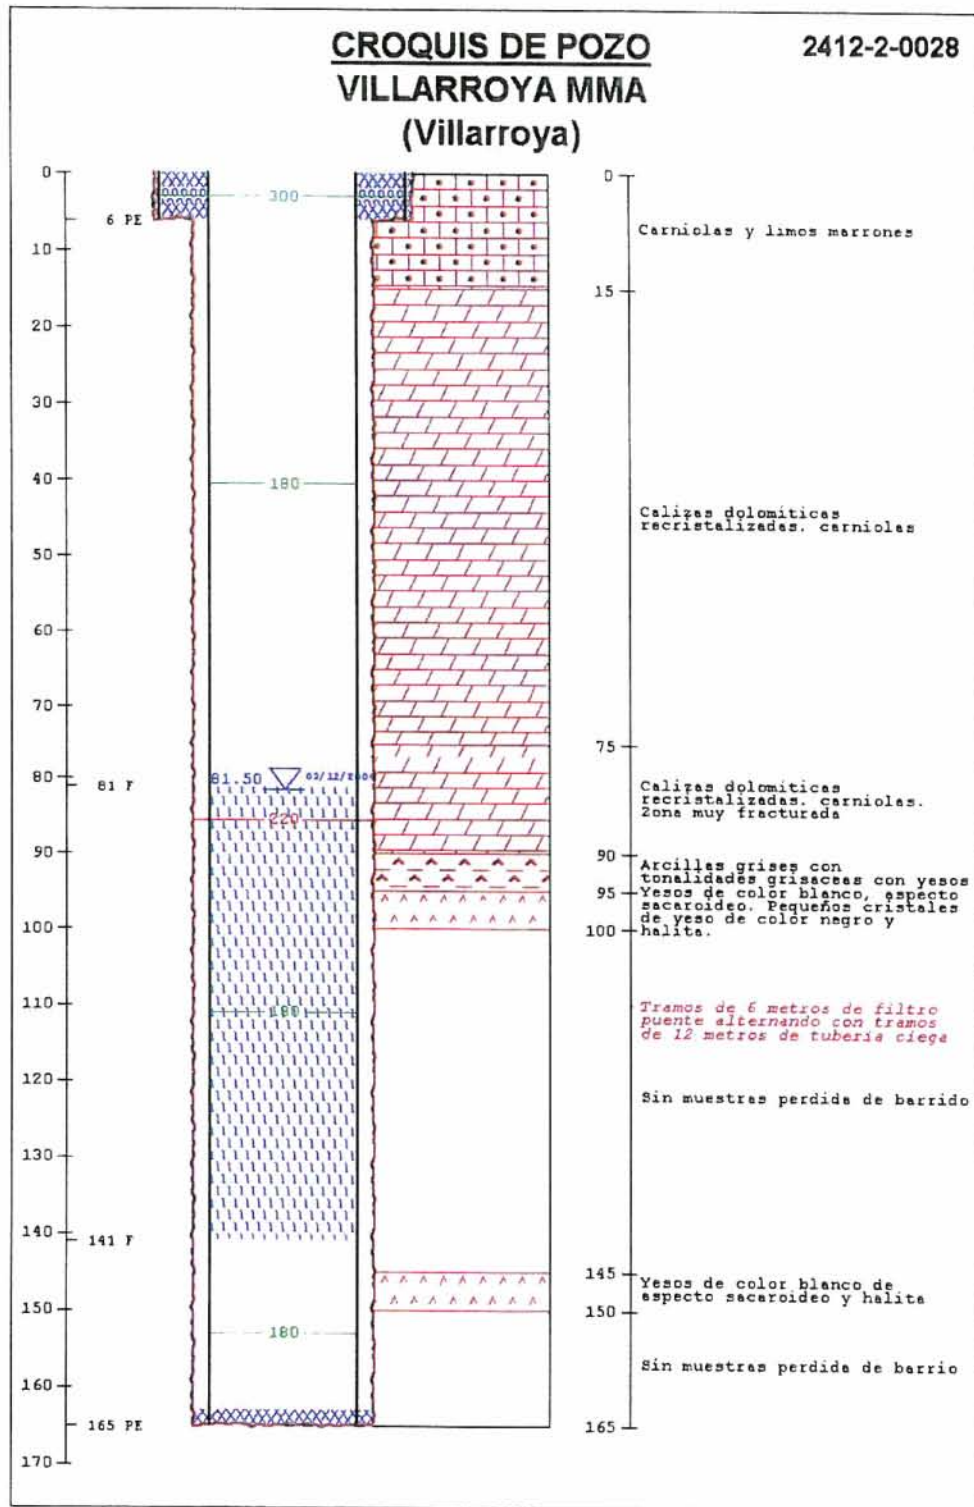 CROQUIS DE POZO
2412-2-0028
VILLARROYA MMA
(Villarroya)
0
6 PE
10
20
30
40
50
60
70
80
81 F
90
100
110
120
130
140
141 F
150
160
165 PE
170
300
180
81.50
220
180
180
0
Carniolas y limos marrones
15
Calizas dolomíticas
recristalizadas. carniolas
75
Calizas dolomíticas
recristalizadas. carniolas.
Zona muy fracturada
90
Arcillas grises con
tonalidades grisaceas con yesos
95
Yesos de color blanco, aspecto
sacaroideo. Pequeños cristales
de yeso de color negro y
halita.
100
Tramos de 6 metros de filtro
puente alternando con tramos
de 12 metros de tuberia ciega
Sin muestras perdida de barrido
145
Yesos de color blanco de
aspecto sacaroideo y halita
150
Sin muestras perdida de barrio
165